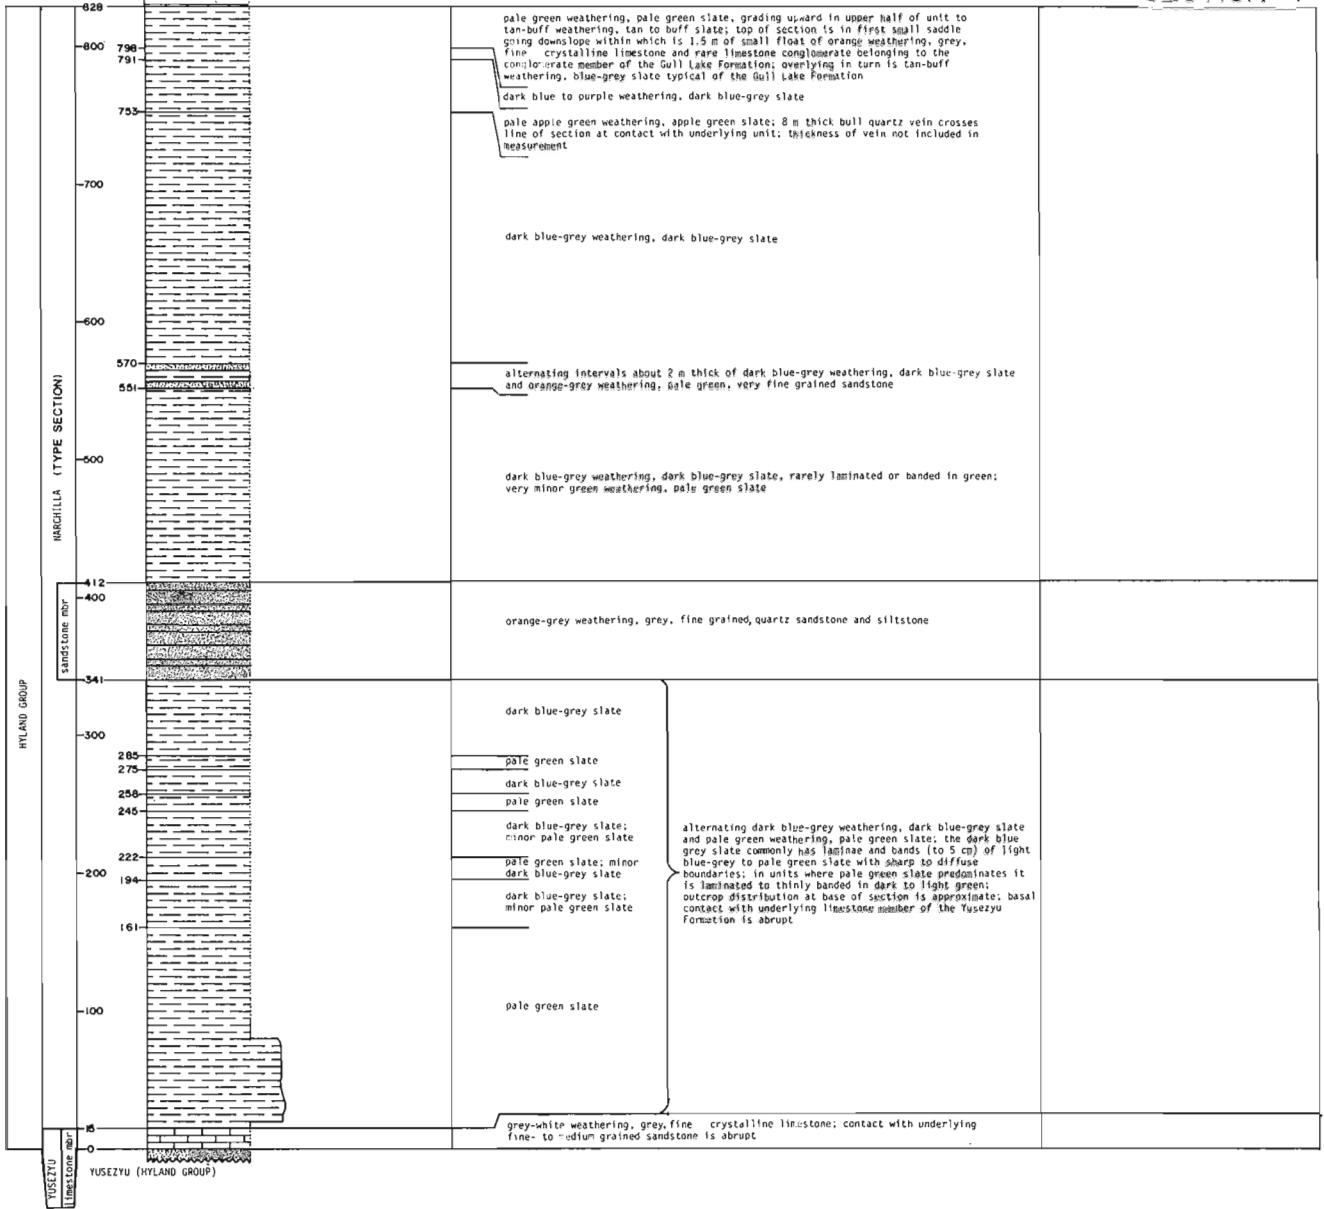 828
800
798
791
753
700
600
570
551
500
412
400
341
300
285
275
258
245
222
200
194
161
100
15
0
HYLAND GROUP
NARCHILLA (TYPE SECTION)
sandstone mbr
YUSEZYU
limestone mbr
YUSEZYU (HYLAND GROUP)
pale green weathering, pale green slate, grading upward in upper half of unit to
tan-buff weathering, tan to buff slate; top of section is in first small saddle
going downslope within which is 1.5 m of small float of orange weathering, grey,
fine crystalline limestone and rare limestone conglomerate belonging to the
conglomerate member of the Gull Lake Formation; overlying in turn is tan-buff
weathering, blue-grey slate typical of the Gull Lake Formation
dark blue to purple weathering, dark blue-grey slate
pale apple green weathering, apple green slate; 8 m thick bull quartz vein crosses
line of section at contact with underlying unit; thickness of vein not included in
measurement
dark blue-grey weathering, dark blue-grey slate
alternating intervals about 2 m thick of dark blue-grey weathering, dark blue-grey slate
and orange-grey weathering, pale green, very fine grained sandstone
dark blue-grey weathering, dark blue-grey slate, rarely laminated or banded in green;
very minor green weathering, pale green slate
orange-grey weathering, grey, fine grained, quartz sandstone and siltstone
dark blue-grey slate
pale green slate
dark blue-grey slate
pale green slate
dark blue-grey slate;
minor pale green slate
pale green slate; minor
dark blue-grey slate
dark blue-grey slate;
minor pale green slate
pale green slate
alternating dark blue-grey weathering, dark blue-grey slate
and pale green weathering, pale green slate; the dark blue
grey slate commonly has laminae and bands (to 5 cm) of light
blue-grey to pale green slate with sharp to diffuse
boundaries; in units where pale green slate predominates it
is laminated to thinly banded in dark to light green;
outcrop distribution at base of section is approximate; basal
contact with underlying limestone member of the Yusezyu
Formation is abrupt
grey-white weathering, grey, fine crystalline limestone; contact with underlying
fine- to medium grained sandstone is abrupt